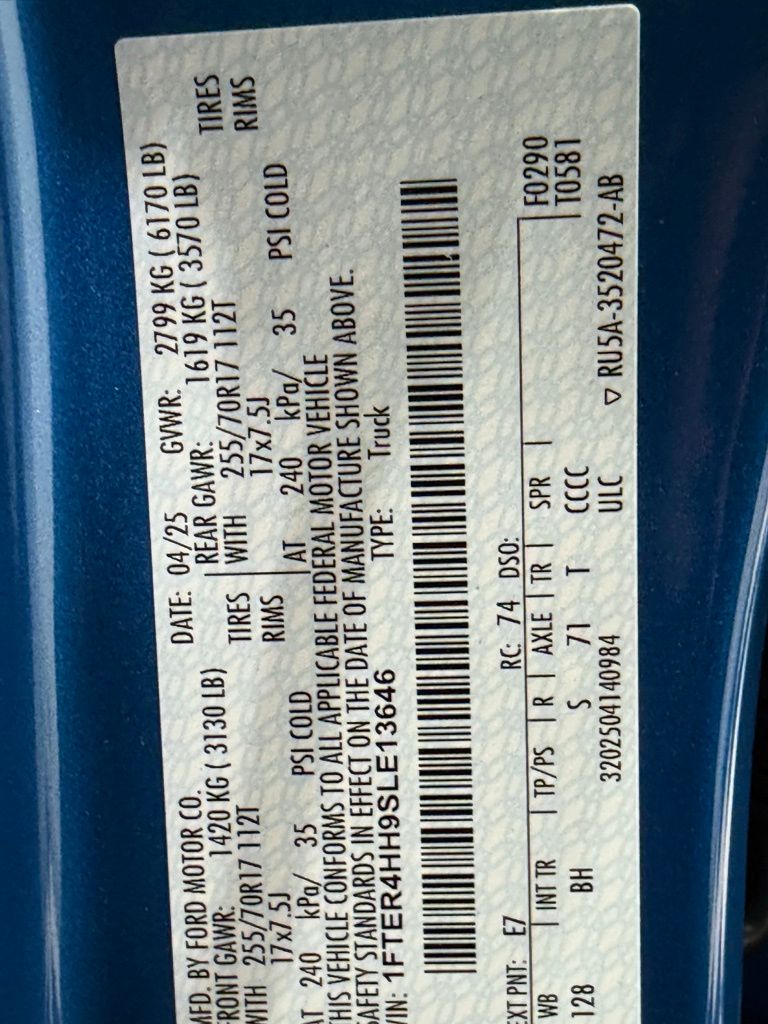 MFD. BY FORD MOTOR CO. DATE: 04/25 GVWR: 2799 KG ( 6170 LB)
FRONT GAWR: 1420 KG ( 3130 LB) REAR GAWR: 1619 KG ( 3570 LB)
WITH 255/70R17 112T TIRES WITH 255/70R17 112T TIRES
17x7.5J RIMS 17x7.5J RIMS
AT 240 kPa/ 35 PSI COLD AT 240 kPa/ 35 PSI COLD
THIS VEHICLE CONFORMS TO ALL APPLICABLE FEDERAL MOTOR VEHICLE
SAFETY STANDARDS IN EFFECT ON THE DATE OF MANUFACTURE SHOWN ABOVE.
VIN: 1FTER4HH9SLE13646 TYPE: Truck
EXT PNT: E7 RC: 74 DSO: F0290
WB INT TR TP/PS R AXLE TR SPR T0581
128 BH S 71 T CCCC
3202504140984 ULC ▽ RU5A-3520472-AB